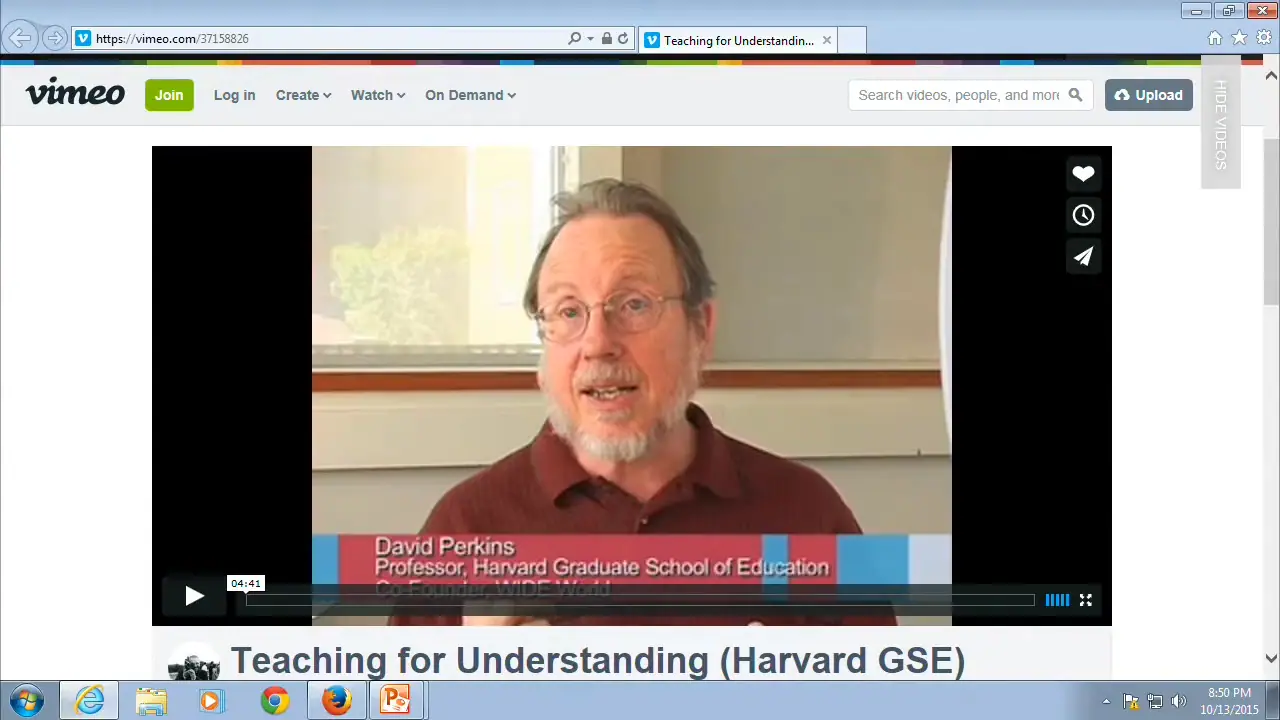 https://vimeo.com/37158826
Teaching for Understandin...
vimeo
Join
Log in
Create
Watch
On Demand
Search videos, people, and more
Upload
HIDE VIDEOS
David Perkins
Professor, Harvard Graduate School of Education
Co-Founder, WIDE World
04:41
Teaching for Understanding (Harvard GSE)
8:50 PM
10/13/2015